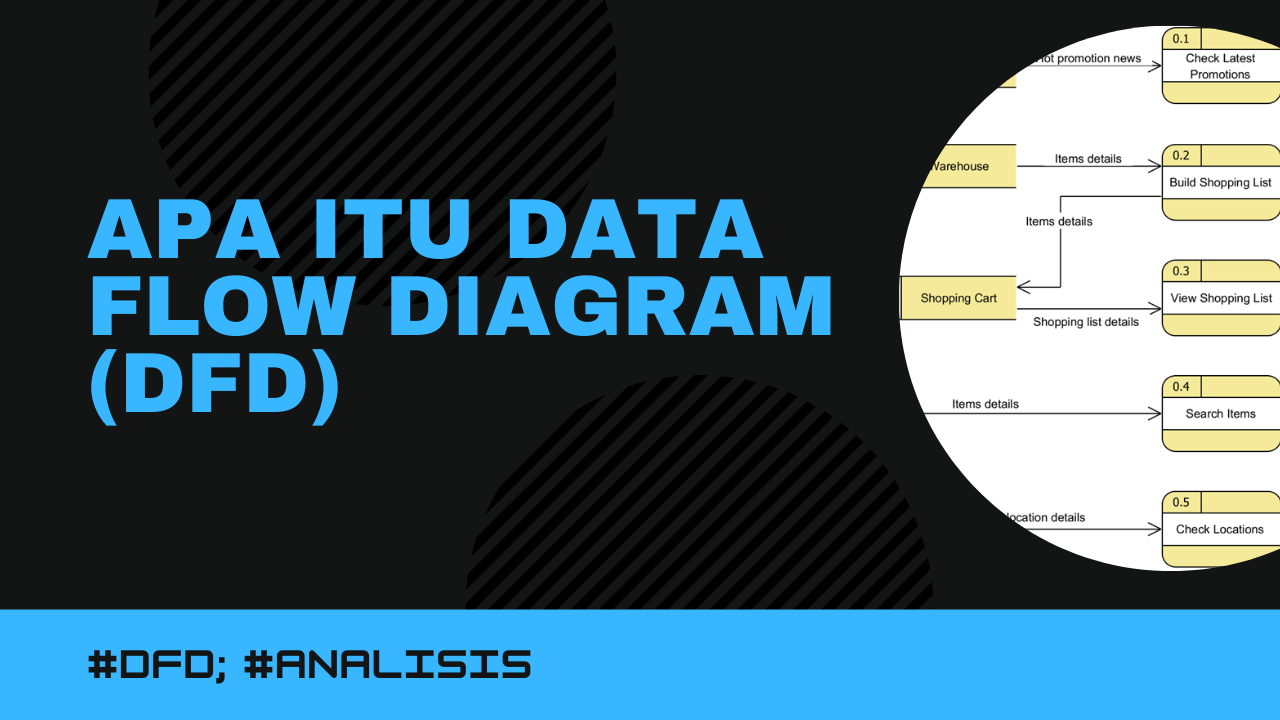 APA ITU DATA
FLOW DIAGRAM
(DFD)
#DFD; #ANALISIS
promotion news
0.1
Check Latest
Promotions
Warehouse
Items details
0.2
Build Shopping List
Items details
Shopping Cart
Shopping list details
0.3
View Shopping List
Items details
0.4
Search Items
location details
0.5
Check Locations